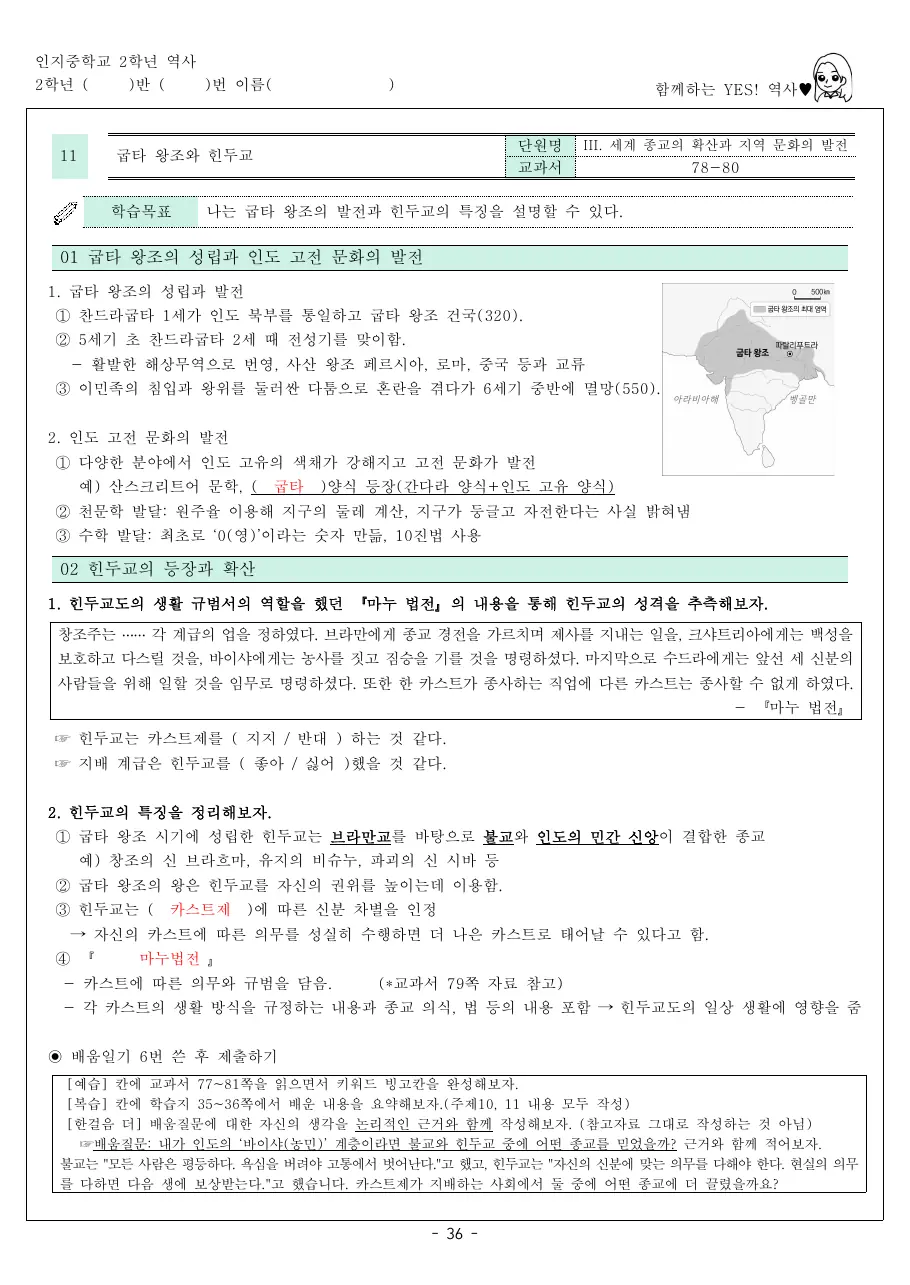 인지중학교 2학년 역사
2학년 ( )반 ( )번 이름( )
함께하는 YES! 역사♥
11
굽타 왕조와 힌두교
단원명
III. 세계 종교의 확산과 지역 문화의 발전
교과서
78-80
학습목표
나는 굽타 왕조의 발전과 힌두교의 특징을 설명할 수 있다.
01 굽타 왕조의 성립과 인도 고전 문화의 발전
1. 굽타 왕조의 성립과 발전
① 찬드라굽타 1세가 인도 북부를 통일하고 굽타 왕조 건국(320).
② 5세기 초 찬드라굽타 2세 때 전성기를 맞이함.
- 활발한 해상무역으로 번영, 사산 왕조 페르시아, 로마, 중국 등과 교류
③ 이민족의 침입과 왕위를 둘러싼 다툼으로 혼란을 겪다가 6세기 중반에 멸망(550).
0 500㎞
굽타 왕조의 최대 영역
파탈리푸트라
굽타 왕조
아라비아해
벵골만
2. 인도 고전 문화의 발전
① 다양한 분야에서 인도 고유의 색채가 강해지고 고전 문화가 발전
예) 산스크리트어 문학, ( 굽타 )양식 등장(간다라 양식+인도 고유 양식)
② 천문학 발달: 원주율 이용해 지구의 둘레 계산, 지구가 둥글고 자전한다는 사실 밝혀냄
③ 수학 발달: 최초로 ‘0(영)’이라는 숫자 만듦, 10진법 사용
02 힌두교의 등장과 확산
1. 힌두교도의 생활 규범서의 역할을 했던 『마누 법전』의 내용을 통해 힌두교의 성격을 추측해보자.
창조주는 …… 각 계급의 업을 정하였다. 브라만에게 종교 경전을 가르치며 제사를 지내는 일을, 크샤트리아에게는 백성을
보호하고 다스릴 것을, 바이샤에게는 농사를 짓고 짐승을 기를 것을 명령하셨다. 마지막으로 수드라에게는 앞선 세 신분의
사람들을 위해 일할 것을 임무로 명령하셨다. 또한 한 카스트가 종사하는 직업에 다른 카스트는 종사할 수 없게 하였다.
- 『마누 법전』
☞ 힌두교는 카스트제를 ( 지지 / 반대 ) 하는 것 같다.
☞ 지배 계급은 힌두교를 ( 좋아 / 싫어 )했을 것 같다.
2. 힌두교의 특징을 정리해보자.
① 굽타 왕조 시기에 성립한 힌두교는 브라만교를 바탕으로 불교와 인도의 민간 신앙이 결합한 종교
예) 창조의 신 브라흐마, 유지의 비슈누, 파괴의 신 시바 등
② 굽타 왕조의 왕은 힌두교를 자신의 권위를 높이는데 이용함.
③ 힌두교는 ( 카스트제 )에 따른 신분 차별을 인정
→ 자신의 카스트에 따른 의무를 성실히 수행하면 더 나은 카스트로 태어날 수 있다고 함.
④ 『 마누법전 』
- 카스트에 따른 의무와 규범을 담음. (*교과서 79쪽 자료 참고)
- 각 카스트의 생활 방식을 규정하는 내용과 종교 의식, 법 등의 내용 포함 → 힌두교도의 일상 생활에 영향을 줌
◉ 배움일기 6번 쓴 후 제출하기
[예습] 칸에 교과서 77~81쪽을 읽으면서 키워드 빙고칸을 완성해보자.
[복습] 칸에 학습지 35~36쪽에서 배운 내용을 요약해보자.(주제10, 11 내용 모두 작성)
[한걸음 더] 배움질문에 대한 자신의 생각을 논리적인 근거와 함께 작성해보자. (참고자료 그대로 작성하는 것 아님)
☞배움질문: 내가 인도의 ‘바이샤(농민)’ 계층이라면 불교와 힌두교 중에 어떤 종교를 믿었을까? 근거와 함께 적어보자.
불교는 "모든 사람은 평등하다. 욕심을 버려야 고통에서 벗어난다."고 했고, 힌두교는 "자신의 신분에 맞는 의무를 다해야 한다. 현실의 의무
를 다하면 다음 생에 보상받는다."고 했습니다. 카스트제가 지배하는 사회에서 둘 중에 어떤 종교에 더 끌렸을까요?
- 36 -